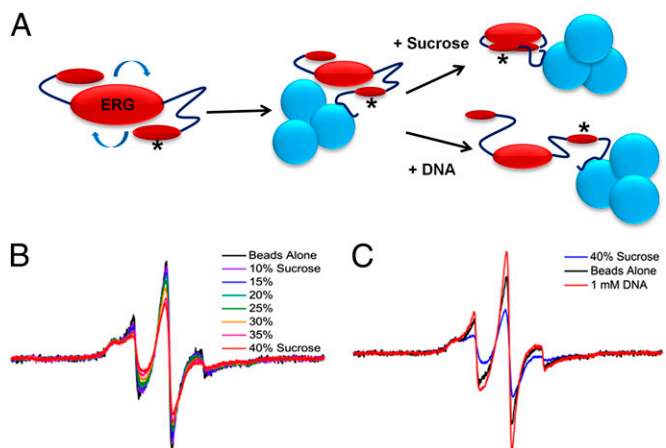 A
ERG
*
*
+ Sucrose
*
+ DNA
*
B
Beads Alone
10% Sucrose
15%
20%
25%
30%
35%
40% Sucrose
C
40% Sucrose
Beads Alone
1 mM DNA